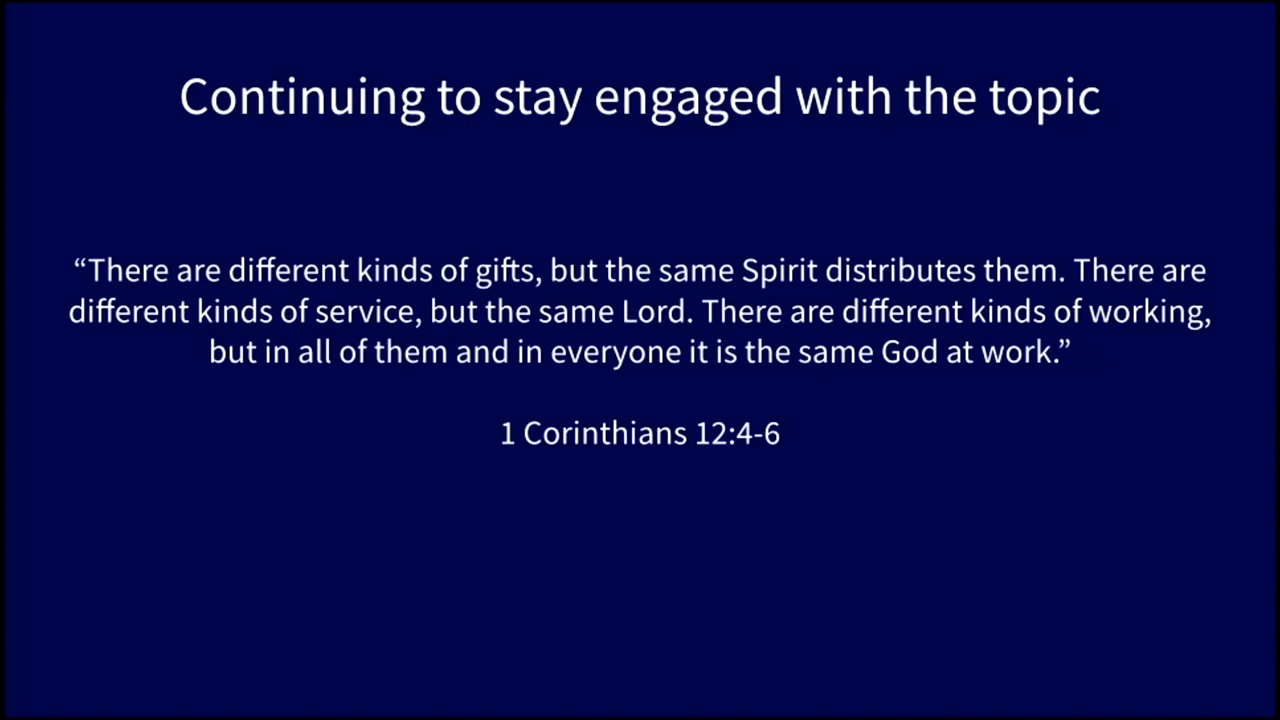 Continuing to stay engaged with the topic
“There are different kinds of gifts, but the same Spirit distributes them. There are
different kinds of service, but the same Lord. There are different kinds of working,
but in all of them and in everyone it is the same God at work.”
1 Corinthians 12:4-6